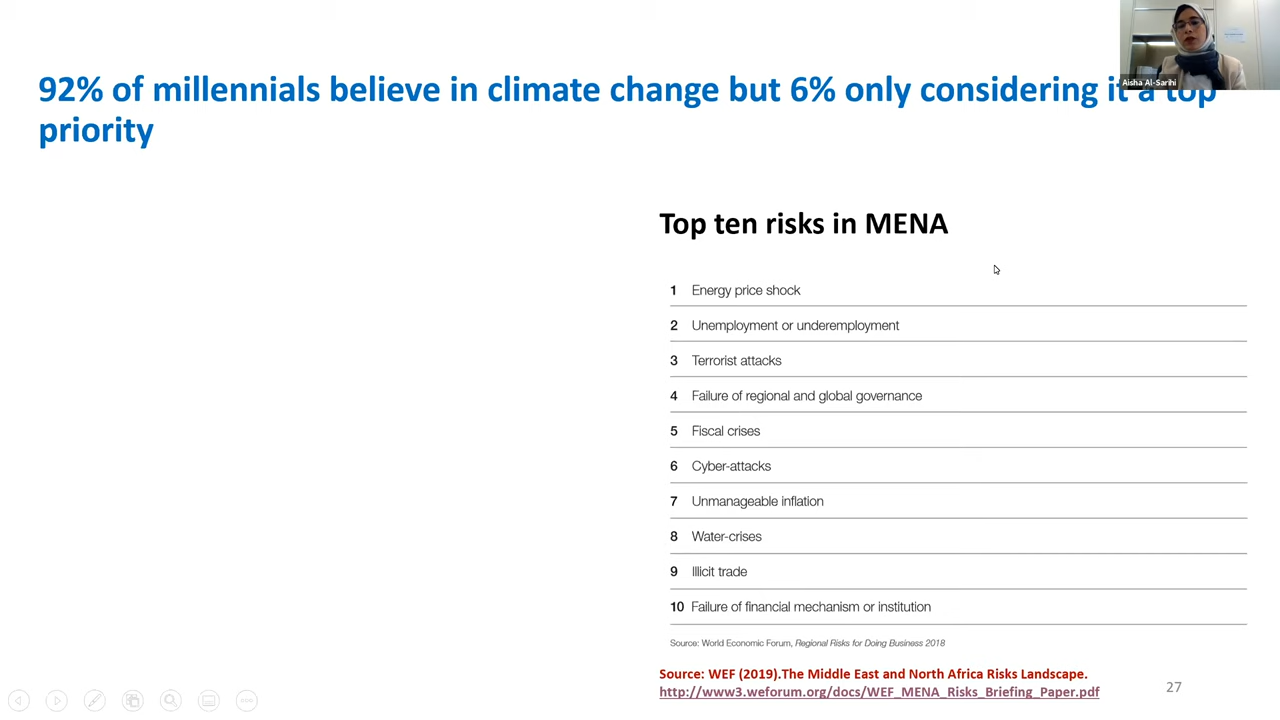 92% of millennials believe in climate change but 6% only considering it a top
priority
Aisha Al-Sarihi
Top ten risks in MENA
1 Energy price shock
2 Unemployment or underemployment
3 Terrorist attacks
4 Failure of regional and global governance
5 Fiscal crises
6 Cyber-attacks
7 Unmanageable inflation
8 Water-crises
9 Illicit trade
10 Failure of financial mechanism or institution
Source: World Economic Forum, Regional Risks for Doing Business 2018
Source: WEF (2019).The Middle East and North Africa Risks Landscape.
http://www3.weforum.org/docs/WEF_MENA_Risks_Briefing_Paper.pdf
27